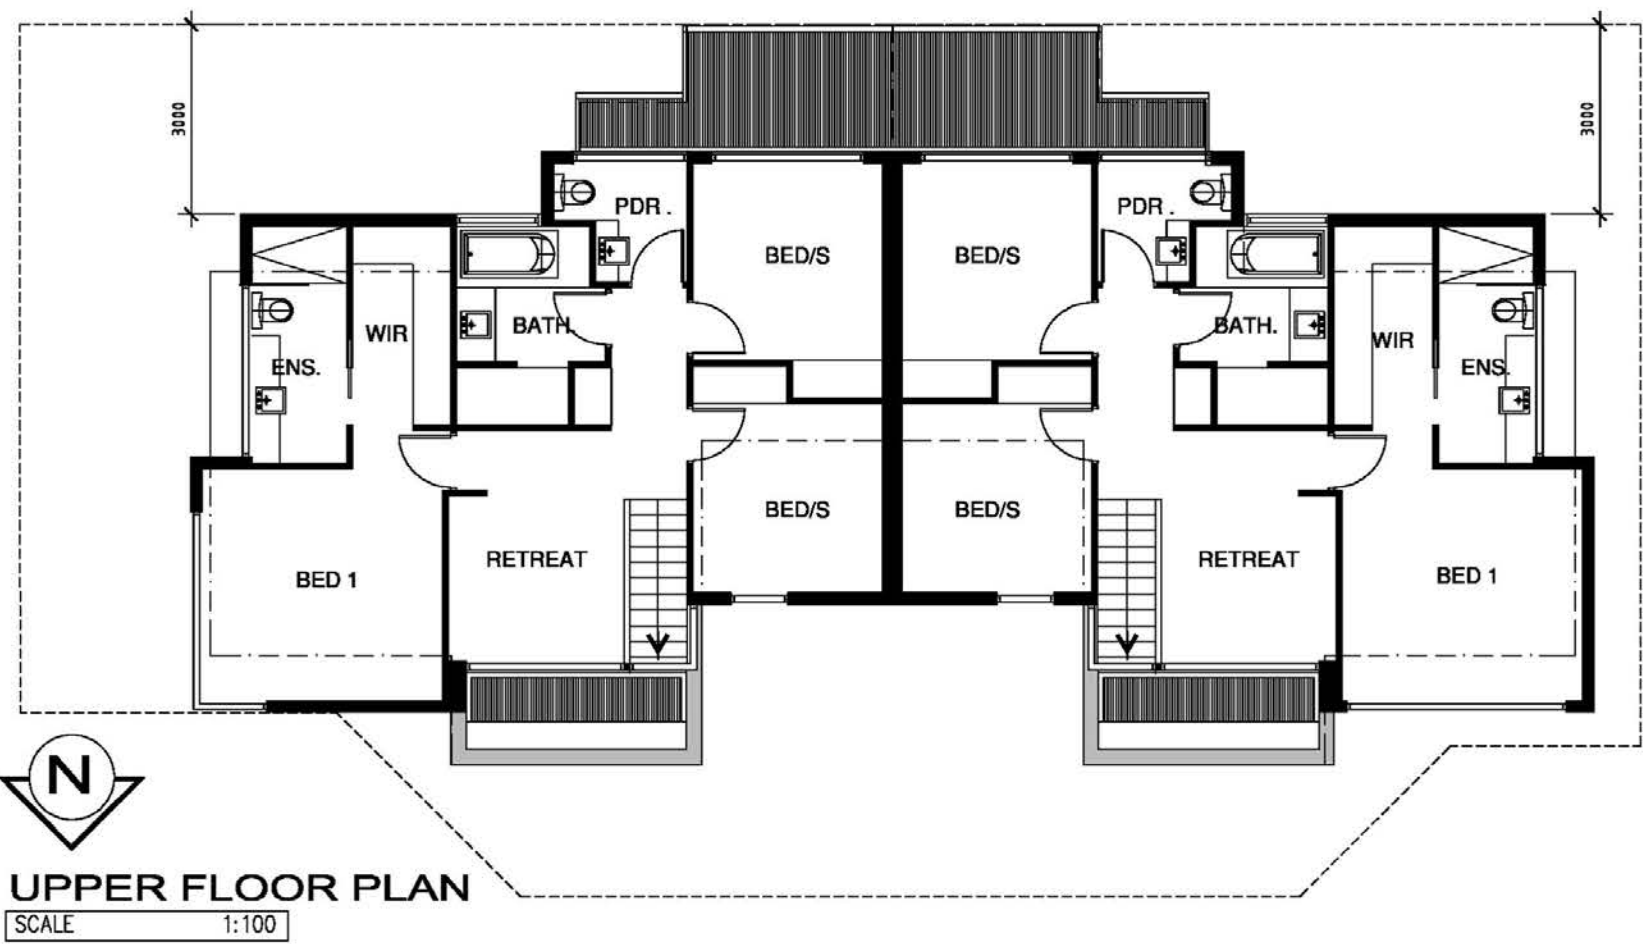 3000
3000
PDR.
PDR.
BED/S
BED/S
WIR
BATH.
BATH.
WIR
ENS.
ENS.
BED/S
BED/S
RETREAT
RETREAT
BED 1
BED 1
N
UPPER FLOOR PLAN
SCALE 1:100